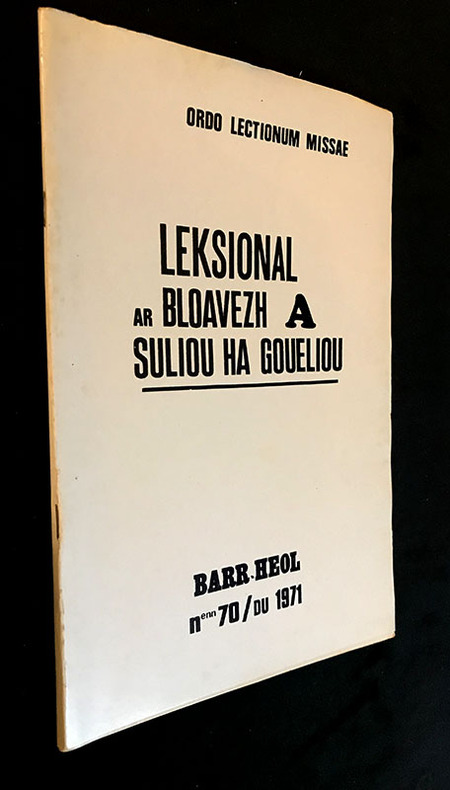 ORDO LECTIONUM MISSAE
LEKSIONAL
AR BLOAVEZH A
SULIOU HA GOUELIOU
BARR-HEOL
nenn 70/DU 1971